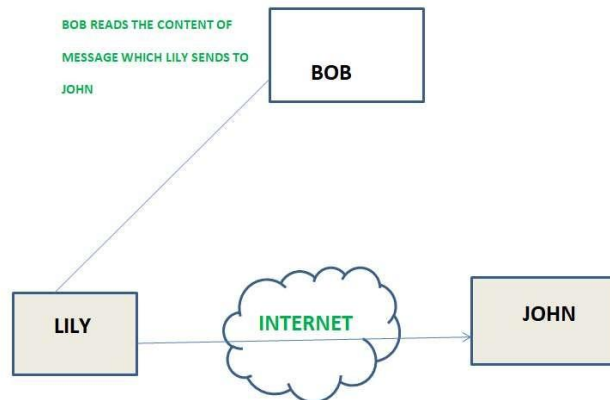 BOB READS THE CONTENT OF
MESSAGE WHICH LILY SENDS TO
JOHN
BOB
LILY
INTERNET
JOHN